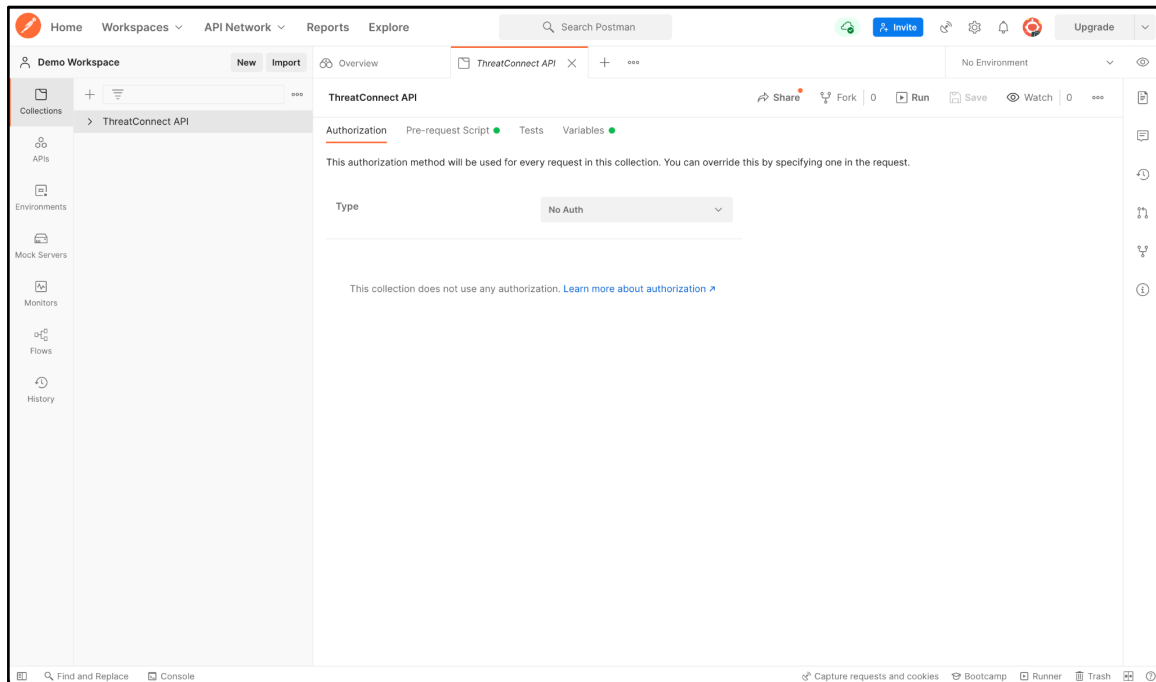 Home Workspaces API Network Reports Explore Search Postman Invite Upgrade
Demo Workspace New Import Overview ThreatConnect API No Environment
Collections
ThreatConnect API Share Fork 0 Run Save Watch 0
ThreatConnect API
Authorization Pre-request Script Tests Variables
APIs
This authorization method will be used for every request in this collection. You can override this by specifying one in the request.
Environments
Type No Auth
Mock Servers
This collection does not use any authorization. Learn more about authorization ↗
Monitors
Flows
History
Find and Replace Console Capture requests and cookies Bootcamp Runner Trash